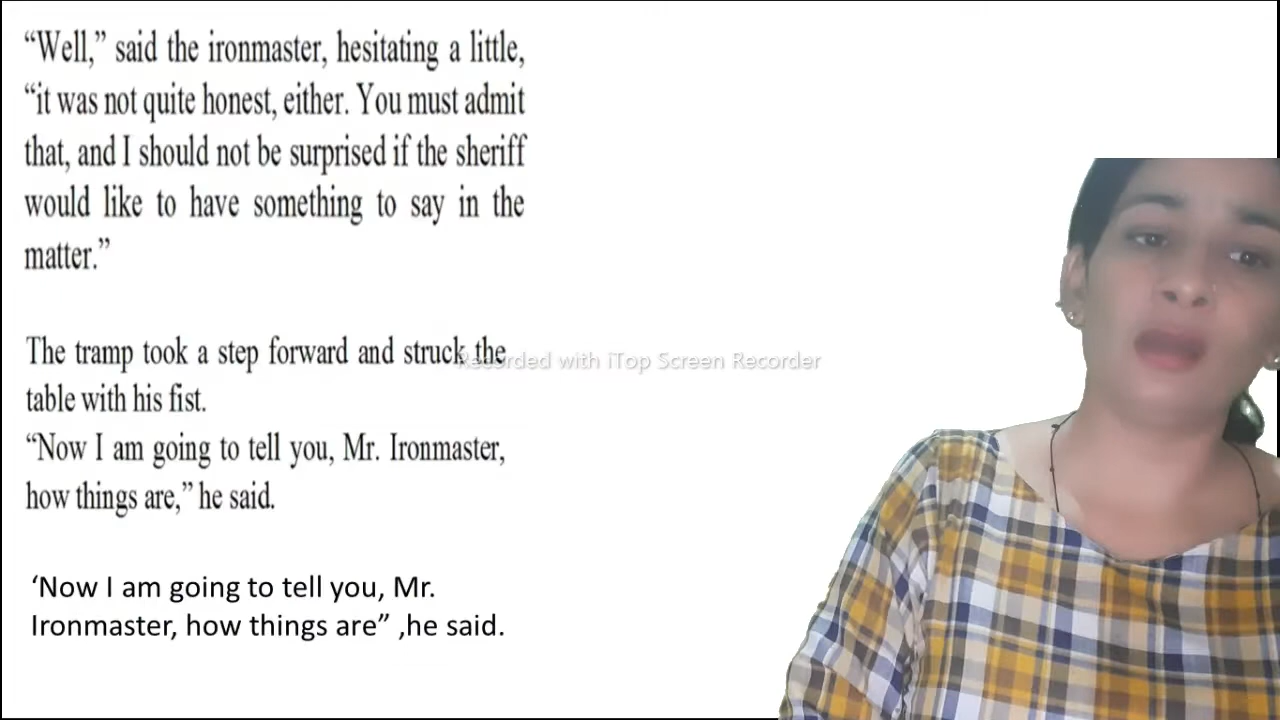 “Well,” said the ironmaster, hesitating a little,
“it was not quite honest, either. You must admit
that, and I should not be surprised if the sheriff
would like to have something to say in the
matter.”
The tramp took a step forward and struck the
Recorded with iTop Screen Recorder
table with his fist.
“Now I am going to tell you, Mr. Ironmaster,
how things are,” he said.
‘Now I am going to tell you, Mr.
Ironmaster, how things are” ,he said.